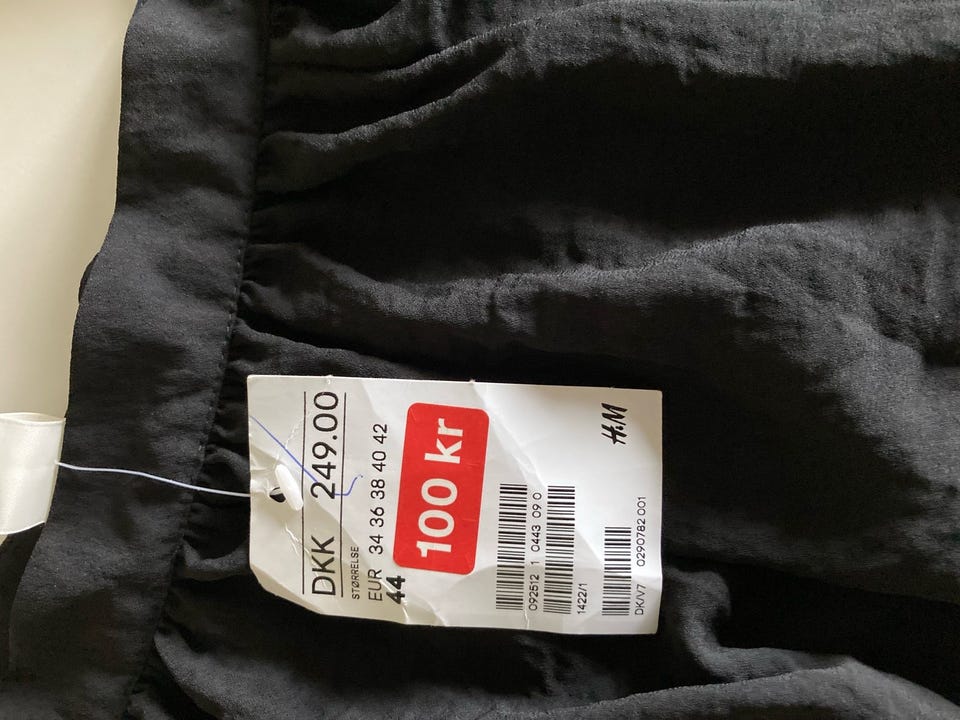 DKK 249.00
STØRRELSE
EUR 34 36 38 40 42
44
100 kr
092512 1 0443 09 0
1422/1
DK/V7 0290782 001
H&M